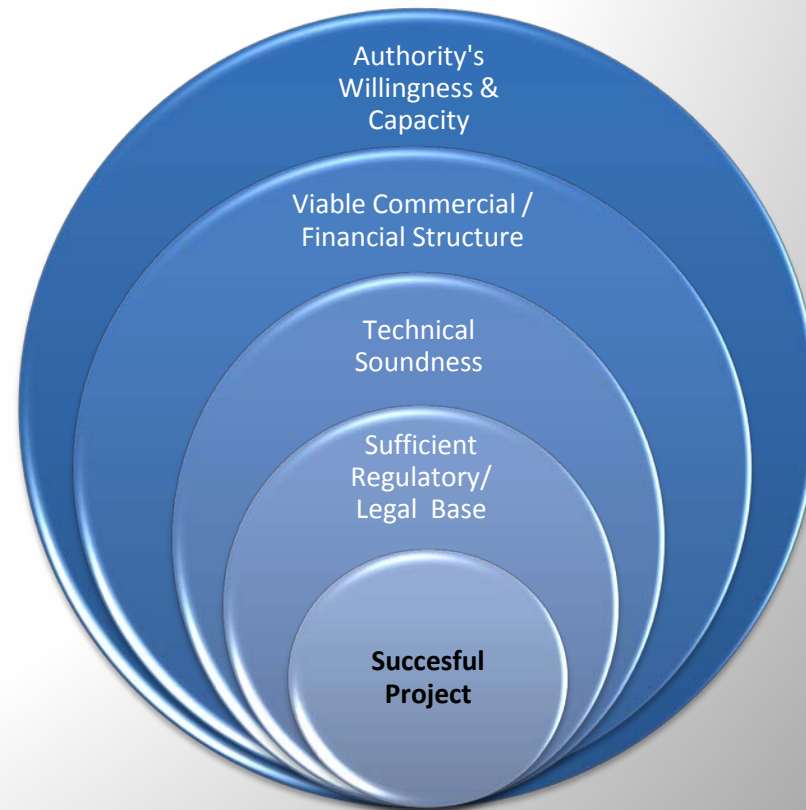 Authority's
Willingness &
Capacity
Viable Commercial /
Financial Structure
Technical
Soundness
Sufficient
Regulatory/
Legal  Base
Succesful
Project